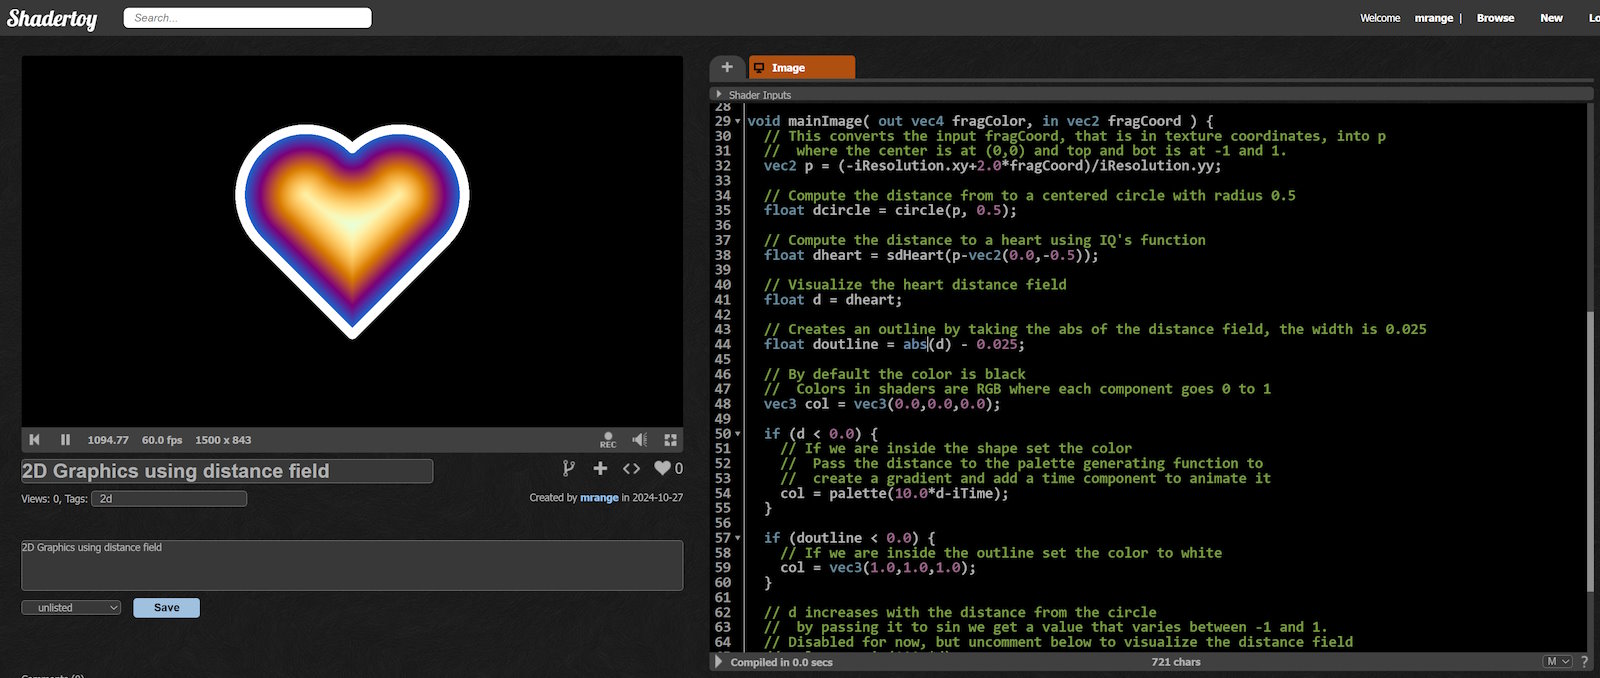 Shadertoy
Search...
Welcome mrange | Browse New Lo
+ Image
Shader Inputs
28
29 void mainImage( out vec4 fragColor, in vec2 fragCoord ) {
30 // This converts the input fragCoord, that is in texture coordinates, into p
31 //  where the center is at (0,0) and top and bot is at -1 and 1.
32 vec2 p = (-iResolution.xy+2.0*fragCoord)/iResolution.yy;
33
34 // Compute the distance from to a centered circle with radius 0.5
35 float dcircle = circle(p, 0.5);
36
37 // Compute the distance to a heart using IQ's function
38 float dheart = sdHeart(p-vec2(0.0,-0.5));
39
40 // Visualize the heart distance field
41 float d = dheart;
42
43 // Creates an outline by taking the abs of the distance field, the width is 0.025
44 float doutline = abs(d) - 0.025;
45
46 // By default the color is black
47 //  Colors in shaders are RGB where each component goes 0 to 1
48 vec3 col = vec3(0.0,0.0,0.0);
49
50 if (d < 0.0) {
51 // If we are inside the shape set the color
52 //  Pass the distance to the palette generating function to
53 //  create a gradient and add a time component to animate it
54 col = palette(10.0*d-iTime);
55 }
56
57 if (doutline < 0.0) {
58 // If we are inside the outline set the color to white
59 col = vec3(1.0,1.0,1.0);
60 }
61
62 // d increases with the distance from the circle
63 //  by passing it to sin we get a value that varies between -1 and 1.
64 // Disabled for now, but uncomment below to visualize the distance field
Compiled in 0.0 secs 721 chars M ?
1094.77 60.0 fps 1500 x 843 REC
2D Graphics using distance field
0
Views: 0, Tags: 2d
Created by mrange in 2024-10-27
2D Graphics using distance field
unlisted Save